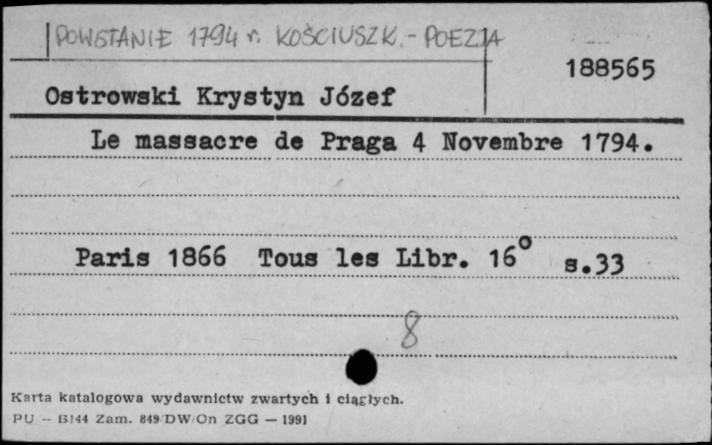 POWSTANIE 1794 r. KOŚCIUSZK. - POEZJA
188565
Ostrowski Krystyn Józef
Le massacre de Praga 4 Novembre 1794.
Paris 1866 Tous les Libr. 16° s.33
8
Karta katalogowa wydawnictw zwartych i ciągłych.
PU — B144 Zam. 849/DW/On ZGG — 1991